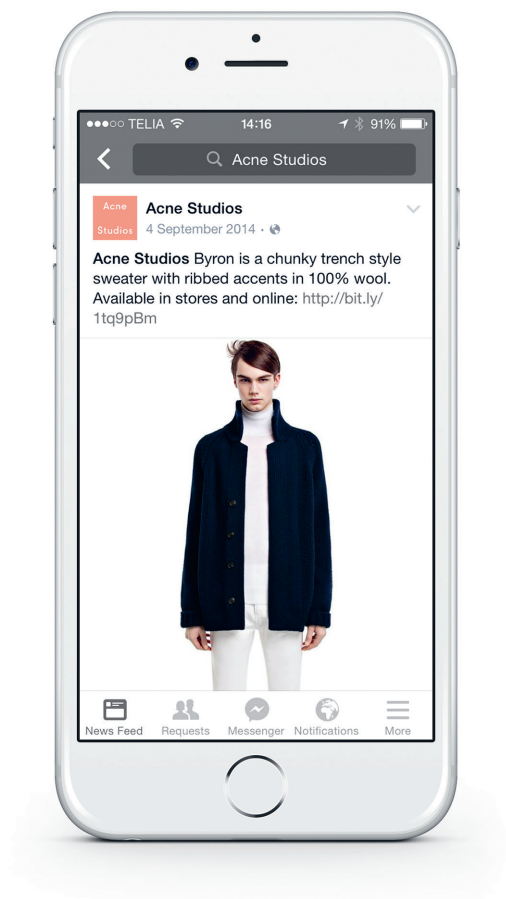 TELIA 14:16 91%
Acne Studios
Acne
Studios
Acne Studios
4 September 2014 ·
Acne Studios Byron is a chunky trench style
sweater with ribbed accents in 100% wool.
Available in stores and online: http://bit.ly/
1tq9pBm
News Feed Requests Messenger Notifications More